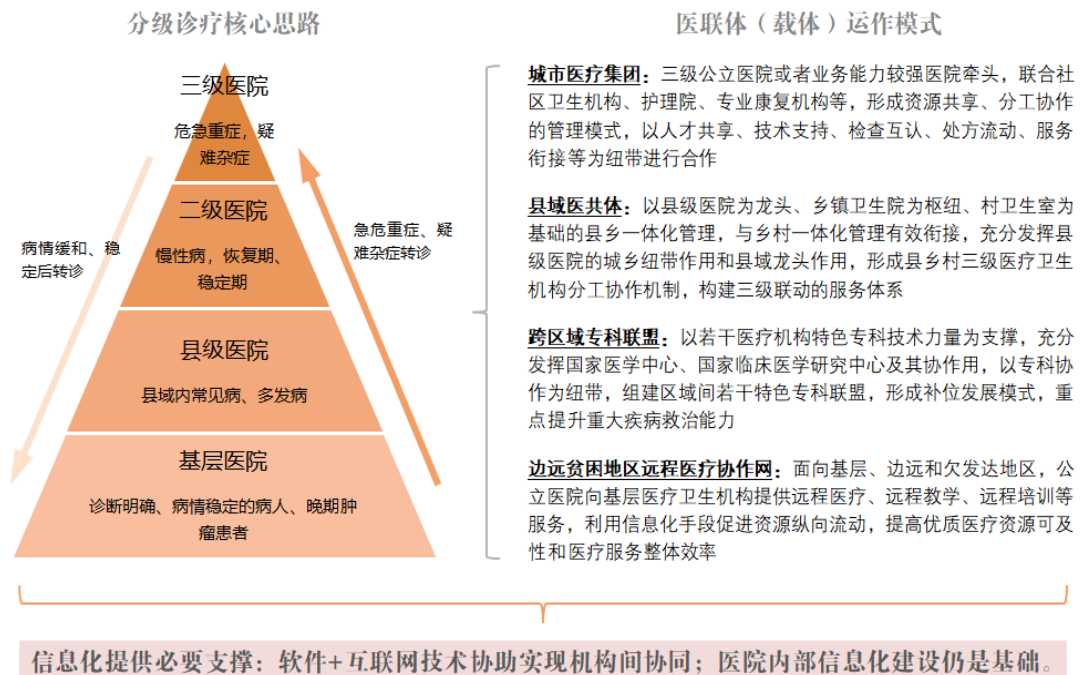 分级诊疗核心思路
三级医院
危急重症，疑
难杂症
二级医院
慢性病，恢复期、
稳定期
县级医院
县域内常见病、多发病
基层医院
诊断明确、病情稳定的病人、晚期肿
瘤患者
病情缓和、稳
定后转诊
急危重症、疑
难杂症转诊
医联体（载体）运作模式
城市医疗集团：三级公立医院或者业务能力较强医院牵头，联合社
区卫生机构、护理院、专业康复机构等，形成资源共享、分工协作
的管理模式，以人才共享、技术支持、检查互认、处方流动、服务
衔接等为纽带进行合作
县域医共体：以县级医院为龙头、乡镇卫生院为枢纽、村卫生室为
基础的县乡一体化管理，与乡村一体化管理有效衔接，充分发挥县
级医院的城乡纽带作用和县域龙头作用，形成县乡村三级医疗卫生
机构分工协作机制，构建三级联动的服务体系
跨区域专科联盟：以若干医疗机构特色专科技术力量为支撑，充分
发挥国家医学中心、国家临床医学研究中心及其协作用，以专科协
作为纽带，组建区域间若干特色专科联盟，形成补位发展模式，重
点提升重大疾病救治能力
边远贫困地区远程医疗协作网：面向基层、边远和欠发达地区，公
立医院向基层医疗卫生机构提供远程医疗、远程教学、远程培训等
服务，利用信息化手段促进资源纵向流动，提高优质医疗资源可及
性和医疗服务整体效率
信息化提供必要支撑：软件+互联网技术协助实现机构间协同；医院内部信息化建设仍是基础。